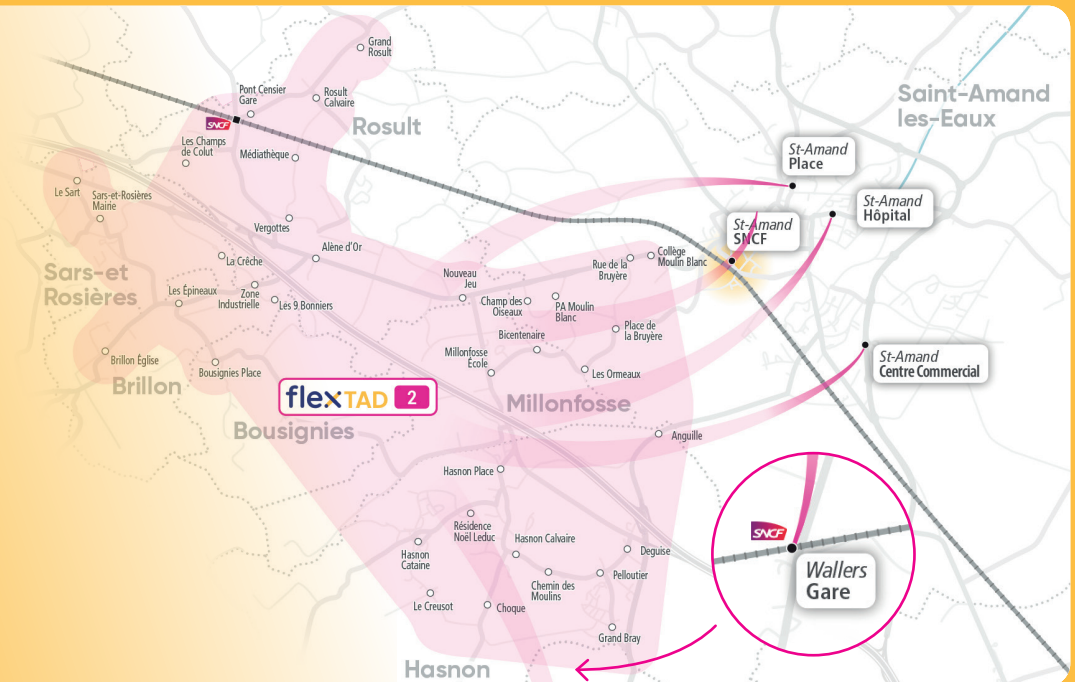 Grand
Rosult
Pont Censier
Gare
Rosult
Calvaire
SNCF
Rosult
Les Champs
de Colut
Médiathèque
Saint-Amand
les-Eaux
St-Amand
Place
Le Sart
Sars-et-Rosières
Mairie
St-Amand
Hôpital
Vergottes
St-Amand
SNCF
Alène d'Or
La Crêche
Rue de la
Bruyère
Collège
Moulin Blanc
Sars-et
Rosières
Nouveau
Jeu
Les Épineaux
Zone
Industrielle
Les 9 Bonniers
Champ des
Oiseaux
PA Moulin
Blanc
Bicentenaire
Place de
la Bruyère
Brillon Église
Bousignies Place
Millonfosse
École
Les Ormeaux
St-Amand
Centre Commercial
Brillon
flexTAD 2
Millonfosse
Bousignies
Anguille
Hasnon Place
Résidence
Noël Leduc
Hasnon Calvaire
SNCF
Hasnon
Cataine
Deguise
Wallers
Gare
Chemin des
Moulins
Pelloutier
Le Creusot
Choque
Grand Bray
Hasnon